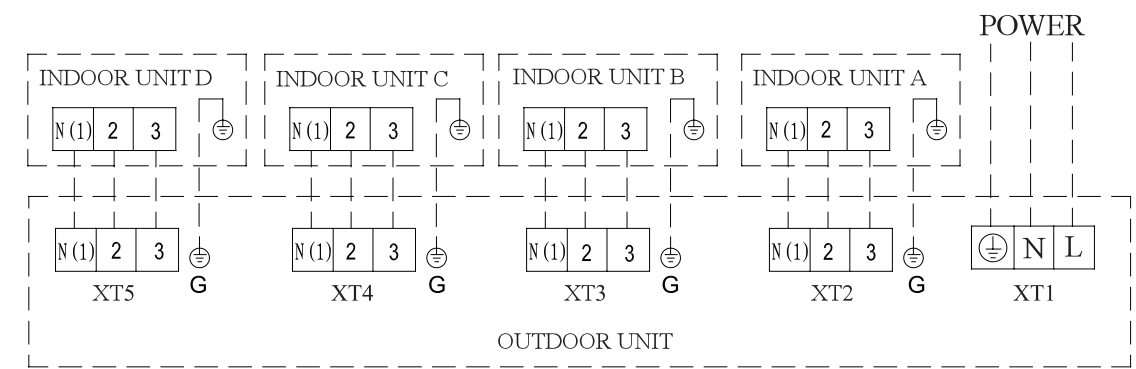 POWER
INDOOR UNIT D INDOOR UNIT C INDOOR UNIT B INDOOR UNIT A
N(1) 2 3 N(1) 2 3 N(1) 2 3 N(1) 2 3
N(1) 2 3 N(1) 2 3 N(1) 2 3 N(1) 2 3 N L
XT5 G XT4 G XT3 G XT2 G XT1
OUTDOOR UNIT